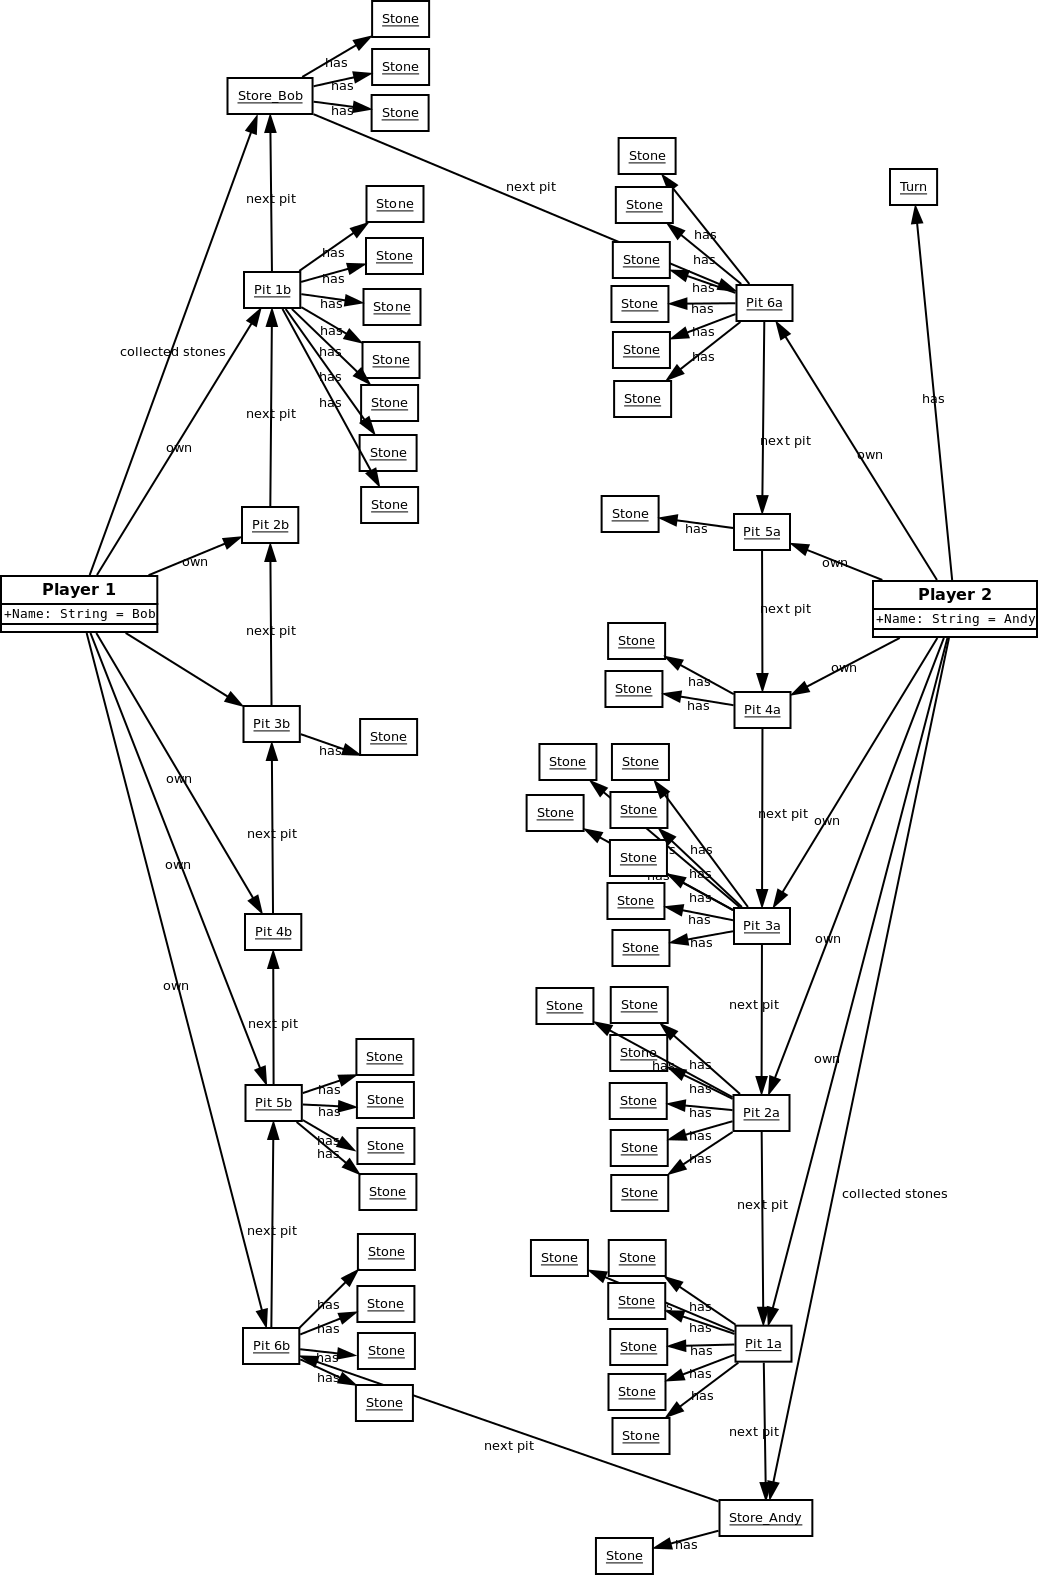 Stone
has
Stone
has
Store_Bob
has
Stone
next pit
Stone
Turn
Stone
next pit
Stone
has
has
Stone
has
Stone
has
Pit 1b
has
Stone
has
Stone
has
Pit 6a
has
has
Stone
has
has
collected stones
Stone
has
Stone
has
has
Stone
has
next pit
own
Stone
next pit
own
Stone
Stone
Pit 2b
has
Pit 5a
own
own
Player 1
+Name: String = Bob
Player 2
+Name: String = Andy
next pit
next pit
Stone
own
has
Stone
has
Pit 4a
Pit 3b
has
Stone
Stone
Stone
own
next pit
Stone
Stone
next pit
own
has
s
Stone
own
has
has
Stone
has
has
Pit 3a
Pit 4b
Stone
has
own
own
next pit
Stone
Stone
next pit
Stone
Stone
has
has
own
Pit 5b
has
Stone
Stone
has
has
has
Pit 2a
has
has
Stone
Stone
has
has
Stone
Stone
collected stones
next pit
next pit
Stone
Stone
Stone
has
Stone
Stone
s
has
has
has
Pit 6b
has
Stone
Stone
has
Pit 1a
has
Stone
Stone
has
has
Stone
next pit
next pit
Store_Andy
has
Stone